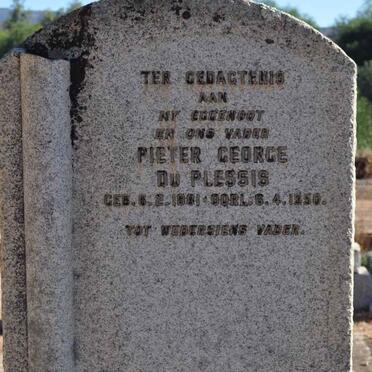 TER GEDAGTENIS
AAN
MY EGGENOOT
EN ONS VADER
PIETER GEORGE
DU PLESSIS
GEB. 6. 2. 1881 • OORL. 6. 4. 1950.
TOT WEDERSIENS VADER.